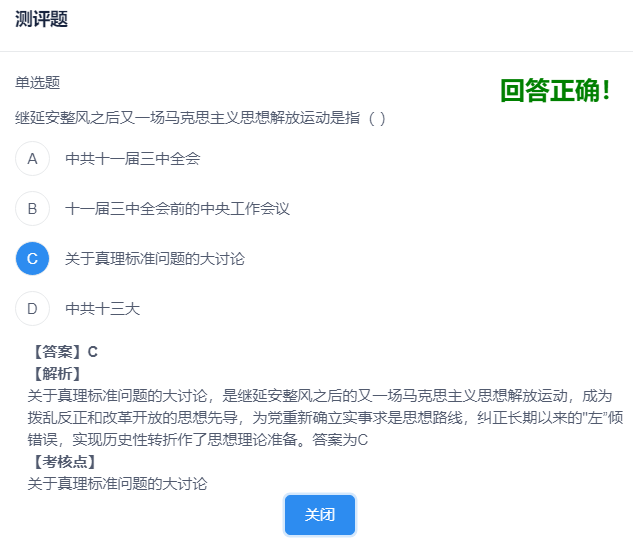 测评题
单选题
回答正确！
继延安整风之后又一场马克思主义思想解放运动是指（ ）
A 中共十一届三中全会
B 十一届三中全会前的中央工作会议
C 关于真理标准问题的大讨论
D 中共十三大
【答案】C
【解析】
关于真理标准问题的大讨论，是继延安整风之后的又一场马克思主义思想解放运动，成为
拨乱反正和改革开放的思想先导，为党重新确立实事求是思想路线，纠正长期以来的"左"倾
错误，实现历史性转折作了思想理论准备。答案为C
【考核点】
关于真理标准问题的大讨论
关闭